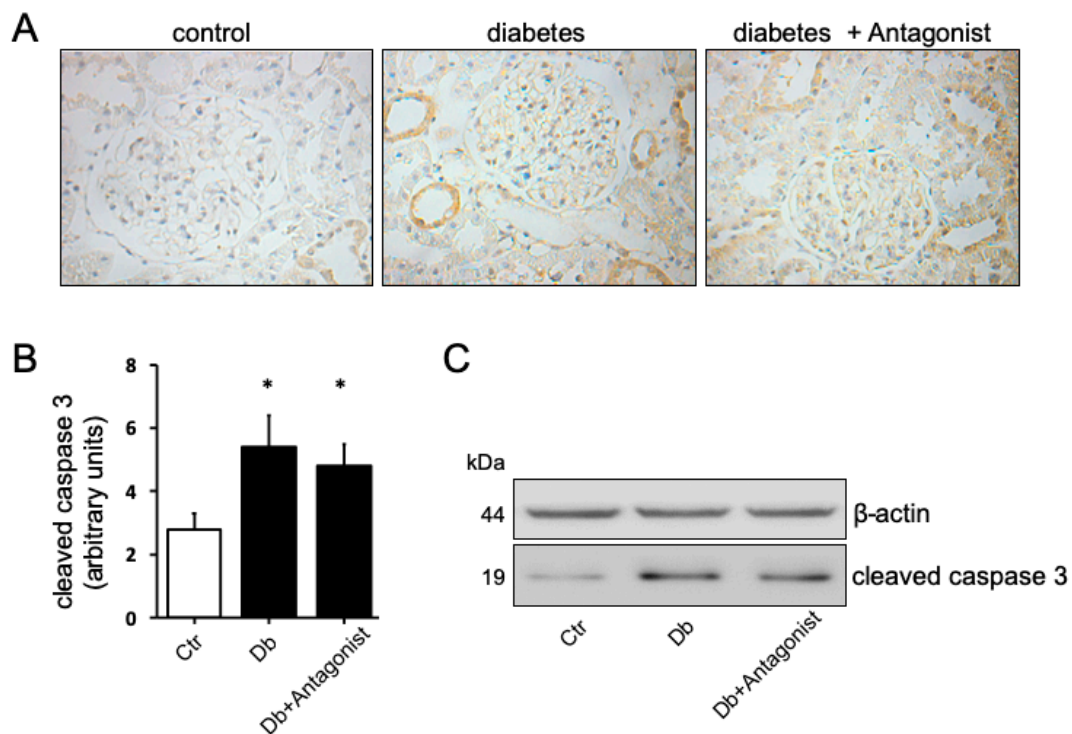 A
control
diabetes
diabetes + Antagonist
B
cleaved caspase 3
(arbitrary units)
8
6
4
2
0
*
*
Ctr
Db
Db+Antagonist
C
kDa
44
β-actin
19
cleaved caspase 3
Ctr
Db
Db+Antagonist